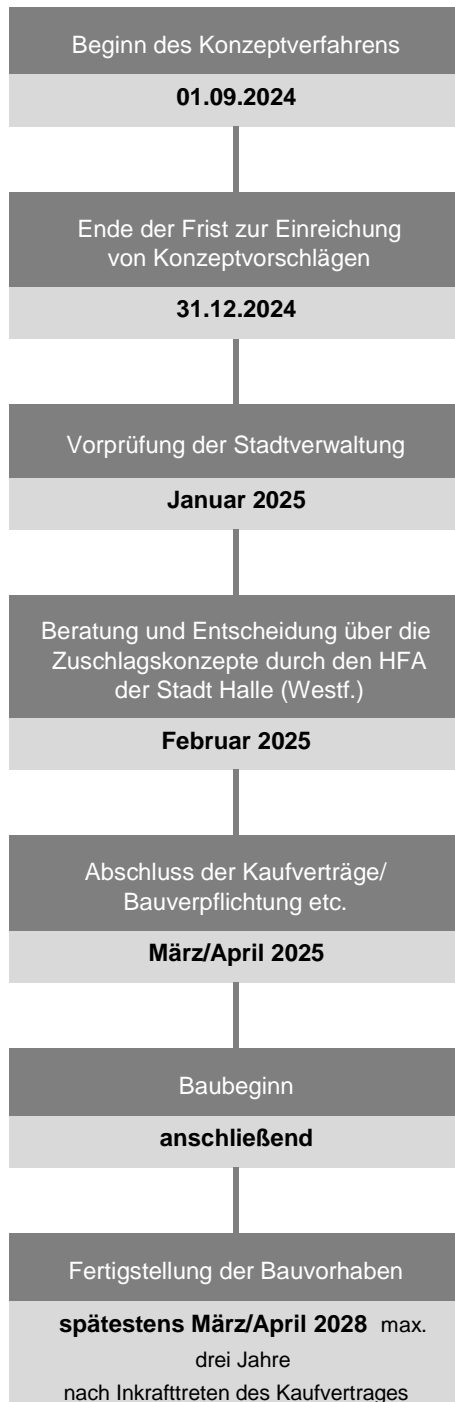 Beginn des Konzeptverfahrens
01.09.2024
Ende der Frist zur Einreichung
von Konzeptvorschlägen
31.12.2024
Vorprüfung der Stadtverwaltung
Januar 2025
Beratung und Entscheidung über die
Zuschlagskonzepte durch den HFA
der Stadt Halle (Westf.)
Februar 2025
Abschluss der Kaufverträge/
Bauverpflichtung etc.
März/April 2025
Baubeginn
anschließend
Fertigstellung der Bauvorhaben
spätestens März/April 2028 max.
drei Jahre
nach Inkrafttreten des Kaufvertrages